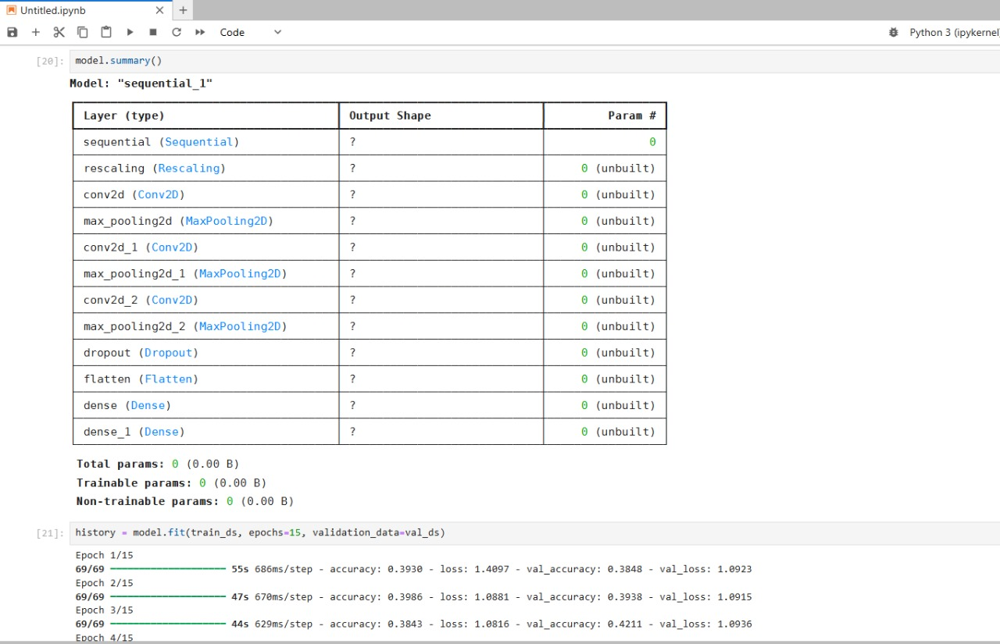 Untitled.ipynb
Code
Python 3 (ipykernel
[20]: model.summary()
Model: "sequential_1"
Layer (type) Output Shape Param #
sequential (Sequential) ? 0
rescaling (Rescaling) ? 0 (unbuilt)
conv2d (Conv2D) ? 0 (unbuilt)
max_pooling2d (MaxPooling2D) ? 0 (unbuilt)
conv2d_1 (Conv2D) ? 0 (unbuilt)
max_pooling2d_1 (MaxPooling2D) ? 0 (unbuilt)
conv2d_2 (Conv2D) ? 0 (unbuilt)
max_pooling2d_2 (MaxPooling2D) ? 0 (unbuilt)
dropout (Dropout) ? 0 (unbuilt)
flatten (Flatten) ? 0 (unbuilt)
dense (Dense) ? 0 (unbuilt)
dense_1 (Dense) ? 0 (unbuilt)
Total params: 0 (0.00 B)
Trainable params: 0 (0.00 B)
Non-trainable params: 0 (0.00 B)
[21]: history = model.fit(train_ds, epochs=15, validation_data=val_ds)
Epoch 1/15
69/69 55s 686ms/step - accuracy: 0.3930 - loss: 1.4097 - val_accuracy: 0.3848 - val_loss: 1.0923
Epoch 2/15
69/69 47s 670ms/step - accuracy: 0.3986 - loss: 1.0881 - val_accuracy: 0.3938 - val_loss: 1.0915
Epoch 3/15
69/69 44s 629ms/step - accuracy: 0.3843 - loss: 1.0816 - val_accuracy: 0.4211 - val_loss: 1.0936
Epoch 4/15